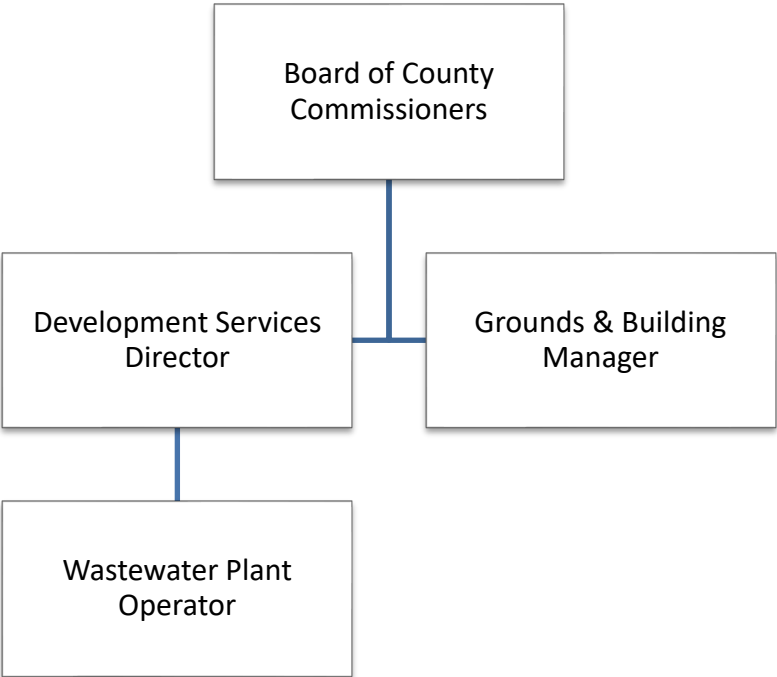 Board of County
Commissioners
Development Services
Director
Grounds & Building
Manager
Wastewater Plant
Operator